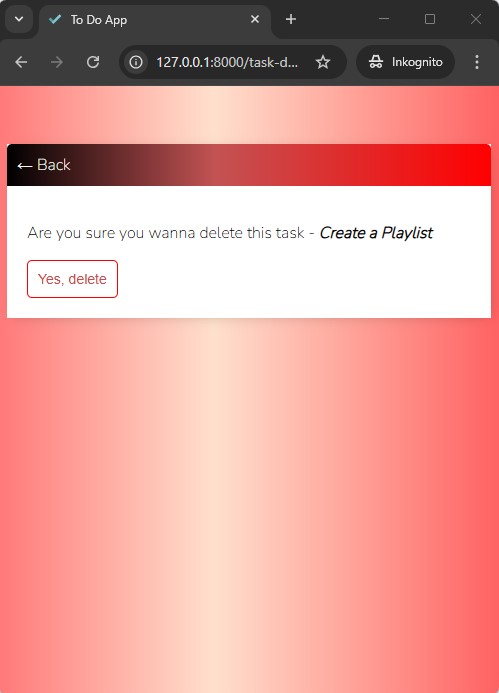 To Do App
127.0.0.1:8000/task-d...
Inkognito
← Back
Are you sure you wanna delete this task - Create a Playlist
Yes, delete